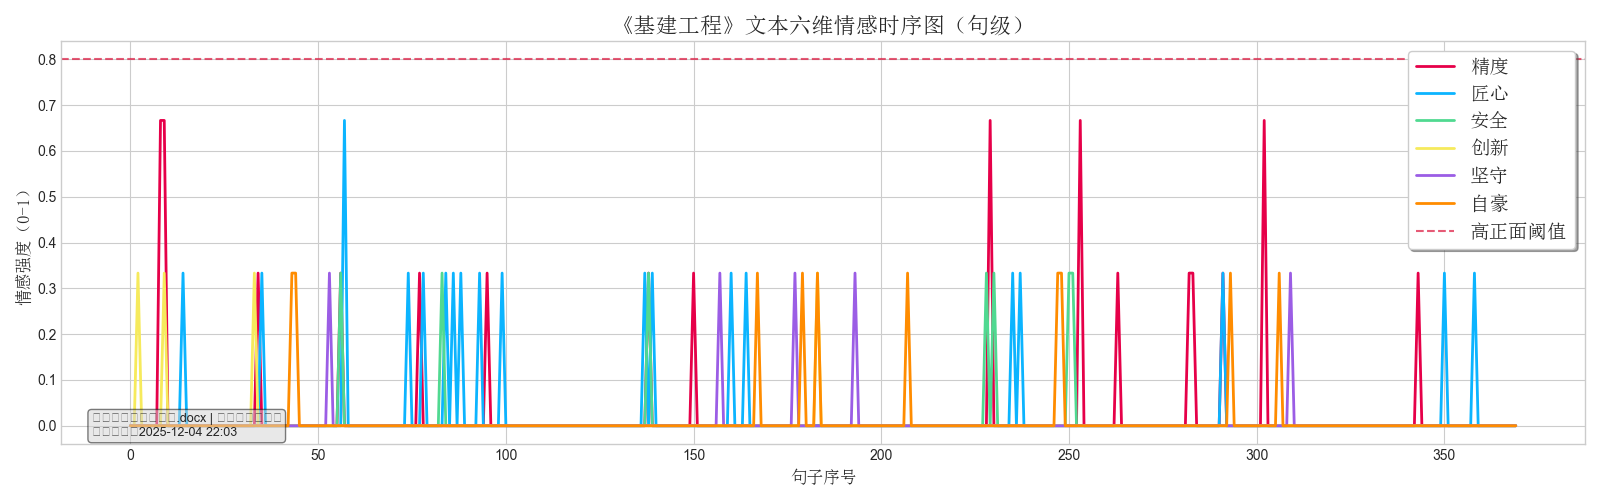 《基建工程》文本六维情感时序图（句级）
情感强度（0-1）
0.8
0.7
0.6
0.5
0.4
0.3
0.2
0.1
0.0
精度
匠心
安全
创新
坚守
自豪
高正面阈值
.docx |
2025-12-04 22:03
0 50 100 150 200 250 300 350
句子序号